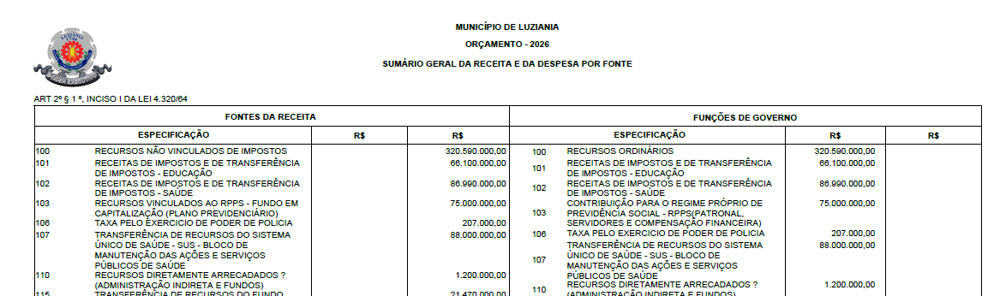 MUNICÍPIO DE LUZIANIA
ORÇAMENTO - 2026
SUMÁRIO GERAL DA RECEITA E DA DESPESA POR FONTE
LUZIÂNIA
1746
PODER EXECUTIVO
ART 2º § 1 º, INCISO I DA LEI 4.320/64
FONTES DA RECEITA
ESPECIFICAÇÃO R$ R$
100 RECURSOS NÃO VINCULADOS DE IMPOSTOS 320.590.000,00
101 RECEITAS DE IMPOSTOS E DE TRANSFERÊNCIA 66.100.000,00
DE IMPOSTOS - EDUCAÇÃO
102 RECEITAS DE IMPOSTOS E DE TRANSFERÊNCIA 86.990.000,00
DE IMPOSTOS - SAÚDE
103 RECURSOS VINCULADOS AO RPPS - FUNDO EM 75.000.000,00
CAPITALIZAÇÃO (PLANO PREVIDENCIÁRIO)
106 TAXA PELO EXERCICIO DE PODER DE POLICIA 207.000,00
107 TRANSFERÊNCIA DE RECURSOS DO SISTEMA 88.000.000,00
ÚNICO DE SAÚDE - SUS - BLOCO DE
MANUTENÇÃO DAS AÇÕES E SERVIÇOS
PÚBLICOS DE SAÚDE
110 RECURSOS DIRETAMENTE ARRECADADOS ? 1.200.000,00
(ADMINISTRAÇÃO INDIRETA E FUNDOS)
115 TRANSFERÊNCIA DE RECURSOS DO FUNDO 21.470.000,00
FUNÇÕES DE GOVERNO
ESPECIFICAÇÃO R$ R$
100 RECURSOS ORDINÁRIOS 320.590.000,00
101 RECEITAS DE IMPOSTOS E DE TRANSFERÊNCIA 66.100.000,00
DE IMPOSTOS - EDUCAÇÃO
102 RECEITAS DE IMPOSTOS E DE TRANSFERÊNCIA 86.990.000,00
DE IMPOSTOS - SAÚDE
103 CONTRIBUIÇÃO PARA O REGIME PRÓPRIO DE 75.000.000,00
PREVIDÊNCIA SOCIAL - RPPS(PATRONAL,
SERVIDORES E COMPENSAÇÃO FINANCEIRA)
106 TAXA PELO EXERCICIO DE PODER DE POLICIA 207.000,00
107 TRANSFERÊNCIA DE RECURSOS DO SISTEMA 88.000.000,00
ÚNICO DE SAÚDE - SUS - BLOCO DE
MANUTENÇÃO DAS AÇÕES E SERVIÇOS
PÚBLICOS DE SAÚDE
110 RECURSOS DIRETAMENTE ARRECADADOS ? 1.200.000,00
(ADMINISTRAÇÃO INDIRETA E FUNDOS)